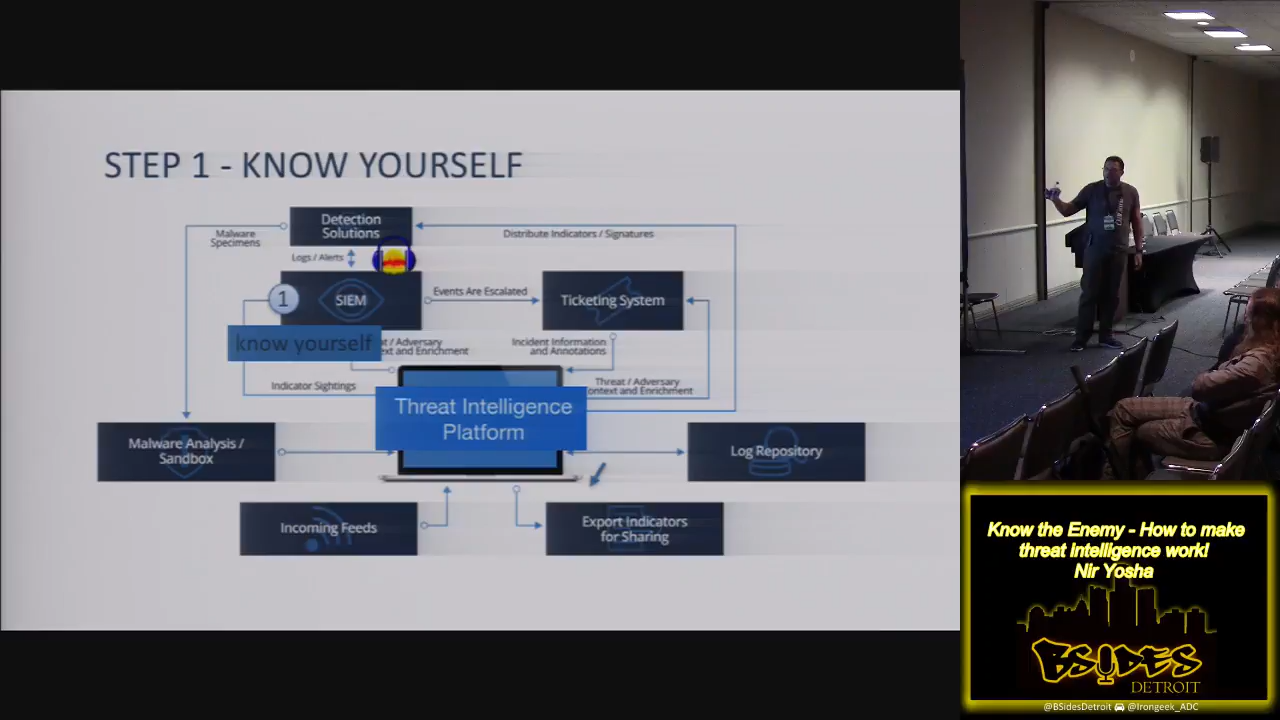 STEP 1 - KNOW YOURSELF
Detection
Solutions
Malware
Specimens
Distribute Indicators / Signatures
Logs / Alerts
1
SIEM
Events Are Escalated
Ticketing System
know yourself
/ Adversary
and Enrichment
Incident Information
and Annotations
Indicator Sightings
Threat / Adversary
Context and Enrichment
Threat Intelligence
Platform
Malware Analysis /
Sandbox
Log Repository
Incoming Feeds
Export Indicators
for Sharing
Know the Enemy - How to make
threat intelligence work!
Nir Yosha
BSIDES
DETROIT
@BSidesDetroit @Irongeek_ADC